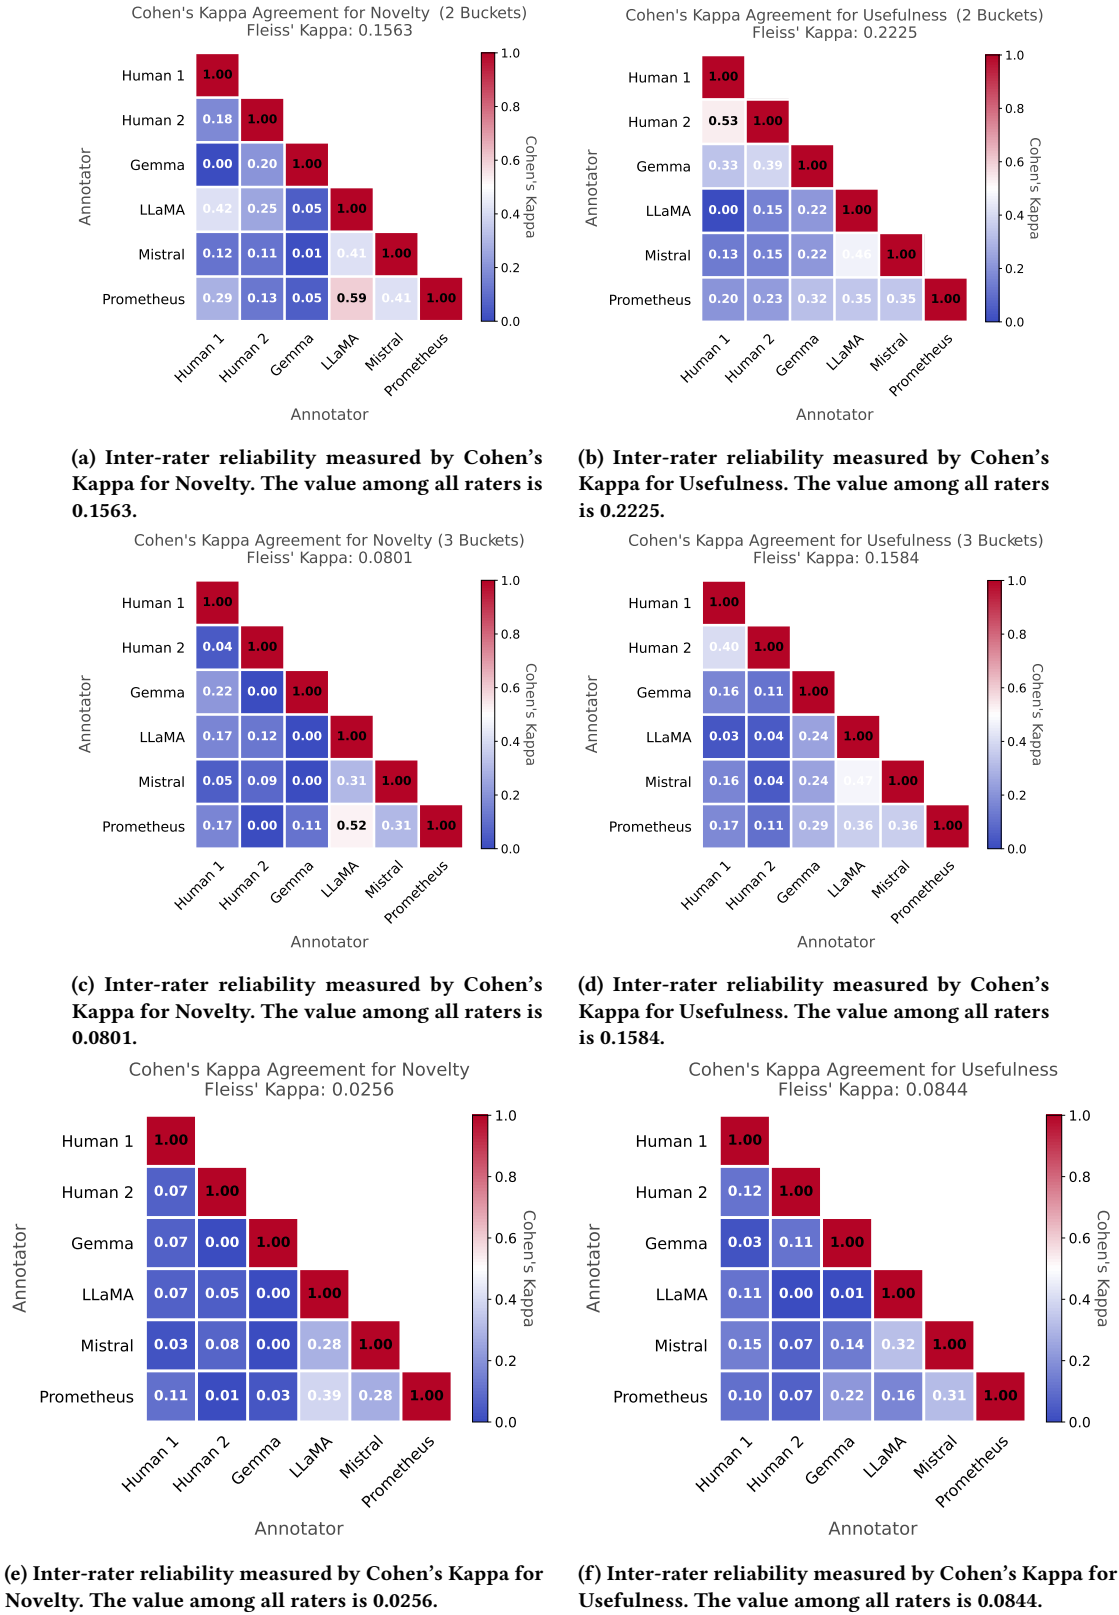 Cohen's Kappa Agreement for Novelty  (2 Buckets)
Fleiss' Kappa: 0.1563
Annotator
Human 1 1.00
Human 2 0.18 1.00
Gemma 0.00 0.20 1.00
LLaMA 0.42 0.25 0.05 1.00
Mistral 0.12 0.11 0.01 0.41 1.00
Prometheus 0.29 0.13 0.05 0.59 0.41 1.00
Human 1 Human 2 Gemma LLaMA Mistral Prometheus
Annotator
1.0
0.8
0.6
0.4
0.2
0.0
Cohen's Kappa
(a) Inter-rater reliability measured by Cohen's
Kappa for Novelty. The value among all raters is
0.1563.
Cohen's Kappa Agreement for Usefulness  (2 Buckets)
Fleiss' Kappa: 0.2225
Annotator
Human 1 1.00
Human 2 0.53 1.00
Gemma 0.33 0.39 1.00
LLaMA 0.00 0.15 0.22 1.00
Mistral 0.13 0.15 0.22 0.46 1.00
Prometheus 0.20 0.23 0.32 0.35 0.35 1.00
Human 1 Human 2 Gemma LLaMA Mistral Prometheus
Annotator
1.0
0.8
0.6
0.4
0.2
0.0
Cohen's Kappa
(b) Inter-rater reliability measured by Cohen's
Kappa for Usefulness. The value among all raters
is 0.2225.
Cohen's Kappa Agreement for Novelty (3 Buckets)
Fleiss' Kappa: 0.0801
Annotator
Human 1 1.00
Human 2 0.04 1.00
Gemma 0.22 0.00 1.00
LLaMA 0.17 0.12 0.00 1.00
Mistral 0.05 0.09 0.00 0.31 1.00
Prometheus 0.17 0.00 0.11 0.52 0.31 1.00
Human 1 Human 2 Gemma LLaMA Mistral Prometheus
Annotator
1.0
0.8
0.6
0.4
0.2
0.0
Cohen's Kappa
(c) Inter-rater reliability measured by Cohen's
Kappa for Novelty. The value among all raters is
0.0801.
Cohen's Kappa Agreement for Usefulness (3 Buckets)
Fleiss' Kappa: 0.1584
Annotator
Human 1 1.00
Human 2 0.40 1.00
Gemma 0.16 0.11 1.00
LLaMA 0.03 0.04 0.24 1.00
Mistral 0.16 0.04 0.24 0.47 1.00
Prometheus 0.17 0.11 0.29 0.36 0.36 1.00
Human 1 Human 2 Gemma LLaMA Mistral Prometheus
Annotator
1.0
0.8
0.6
0.4
0.2
0.0
Cohen's Kappa
(d) Inter-rater reliability measured by Cohen's
Kappa for Usefulness. The value among all raters
is 0.1584.
Cohen's Kappa Agreement for Novelty
Fleiss' Kappa: 0.0256
Annotator
Human 1 1.00
Human 2 0.07 1.00
Gemma 0.07 0.00 1.00
LLaMA 0.07 0.05 0.00 1.00
Mistral 0.03 0.08 0.00 0.28 1.00
Prometheus 0.11 0.01 0.03 0.39 0.28 1.00
Human 1 Human 2 Gemma LLaMA Mistral Prometheus
Annotator
1.0
0.8
0.6
0.4
0.2
0.0
Cohen's Kappa
(e) Inter-rater reliability measured by Cohen's Kappa for
Novelty. The value among all raters is 0.0256.
Cohen's Kappa Agreement for Usefulness
Fleiss' Kappa: 0.0844
Annotator
Human 1 1.00
Human 2 0.12 1.00
Gemma 0.03 0.11 1.00
LLaMA 0.11 0.00 0.01 1.00
Mistral 0.15 0.07 0.14 0.32 1.00
Prometheus 0.10 0.07 0.22 0.16 0.31 1.00
Human 1 Human 2 Gemma LLaMA Mistral Prometheus
Annotator
1.0
0.8
0.6
0.4
0.2
0.0
Cohen's Kappa
(f) Inter-rater reliability measured by Cohen's Kappa for
Usefulness. The value among all raters is 0.0844.